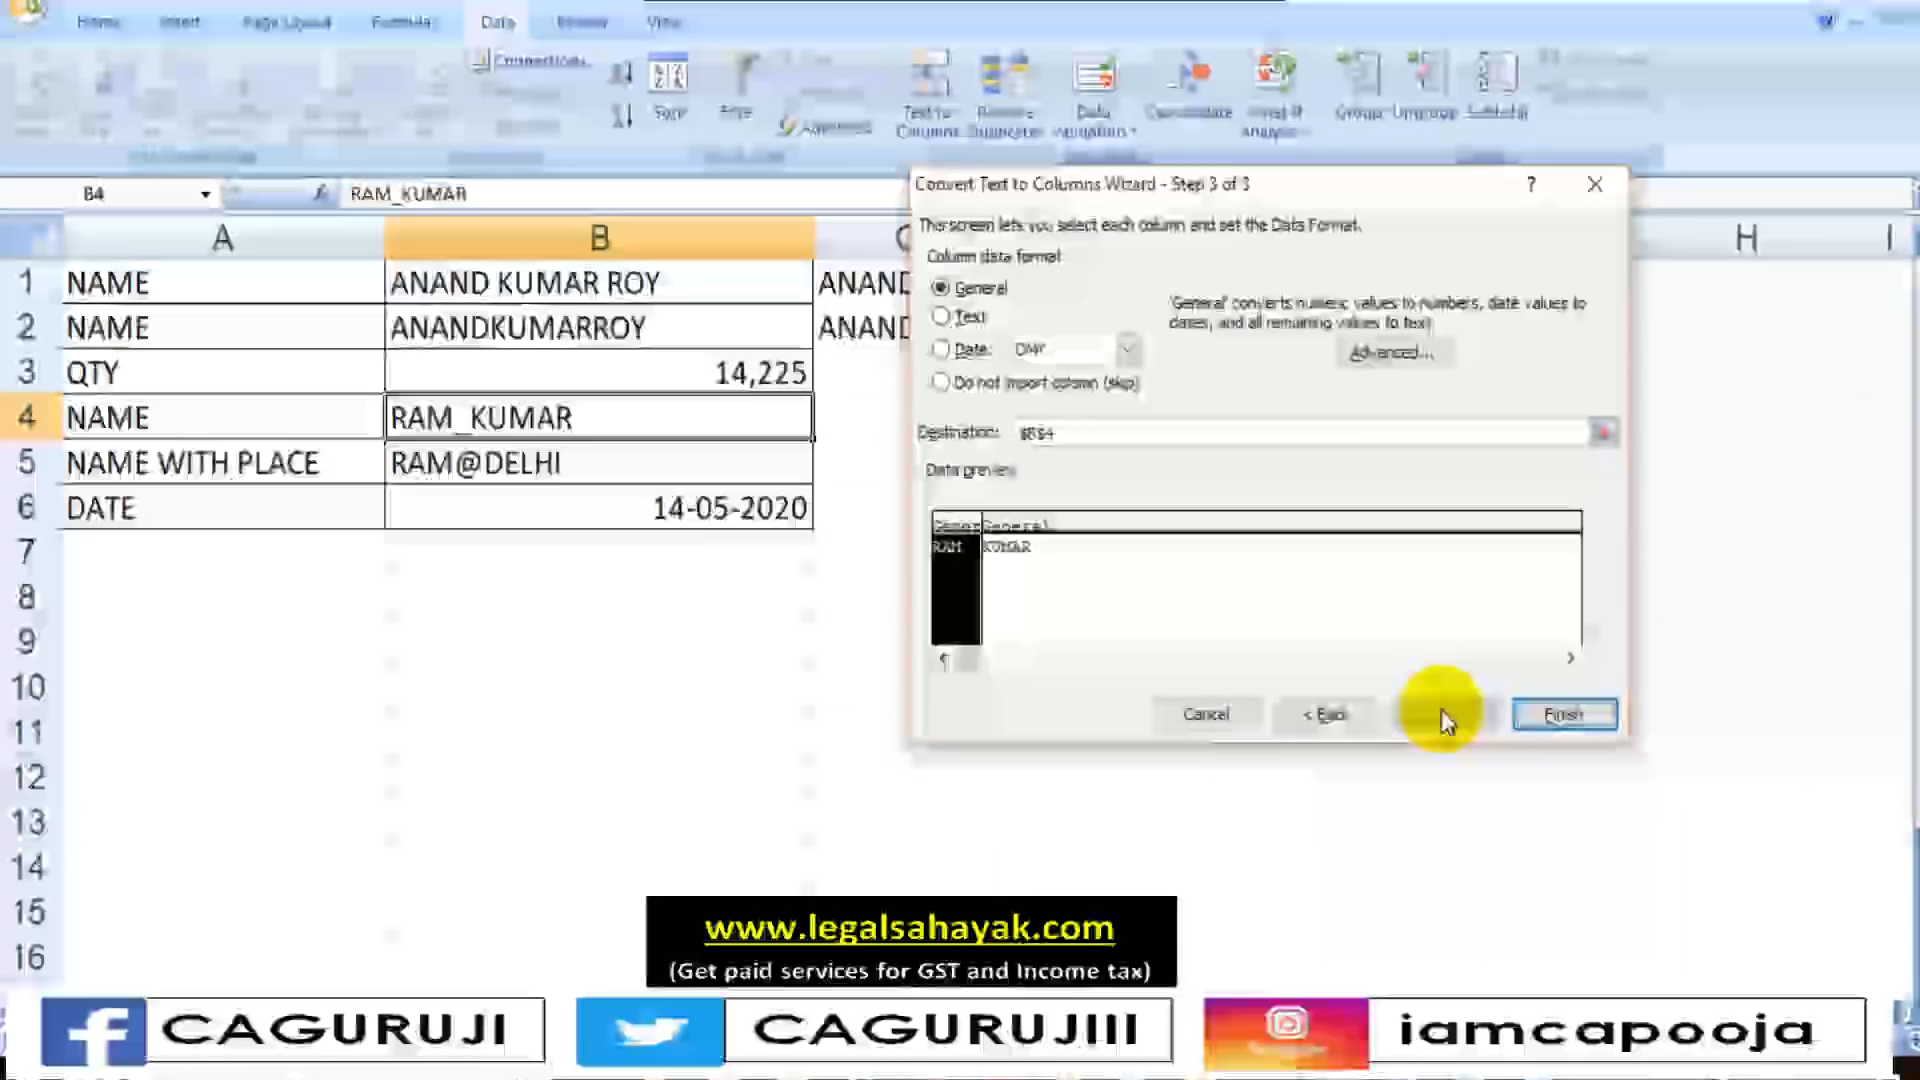 Home Insert Page Layout Formulas Data Review View
Connections
Sort Filter Advanced
Text to Columns Remove Duplicates Data Validation Consolidate What-If Analysis Group Ungroup Subtotal
B4 fx RAM_KUMAR
A B H I
1 NAME ANAND KUMAR ROY ANAND
2 NAME ANANDKUMARROY ANAND
3 QTY 14,225
4 NAME RAM_KUMAR
5 NAME WITH PLACE RAM@DELHI
6 DATE 14-05-2020
7
8
9
10
11
12
13
14
15
16
Convert Text to Columns Wizard - Step 3 of 3 ?
This screen lets you select each column and set the Data Format.
Column data format
General
Text
Date: DMY
Do not import column (skip)
'General' converts numeric values to numbers, date values to
dates, and all remaining values to text.
Advanced...
Destination: $B$4
Data preview
General
RAM KUMAR
Cancel < Back Finish
www.legalsahayak.com
(Get paid services for GST and Income tax)
CAGURUJI CAGURUJIII iamcapooja